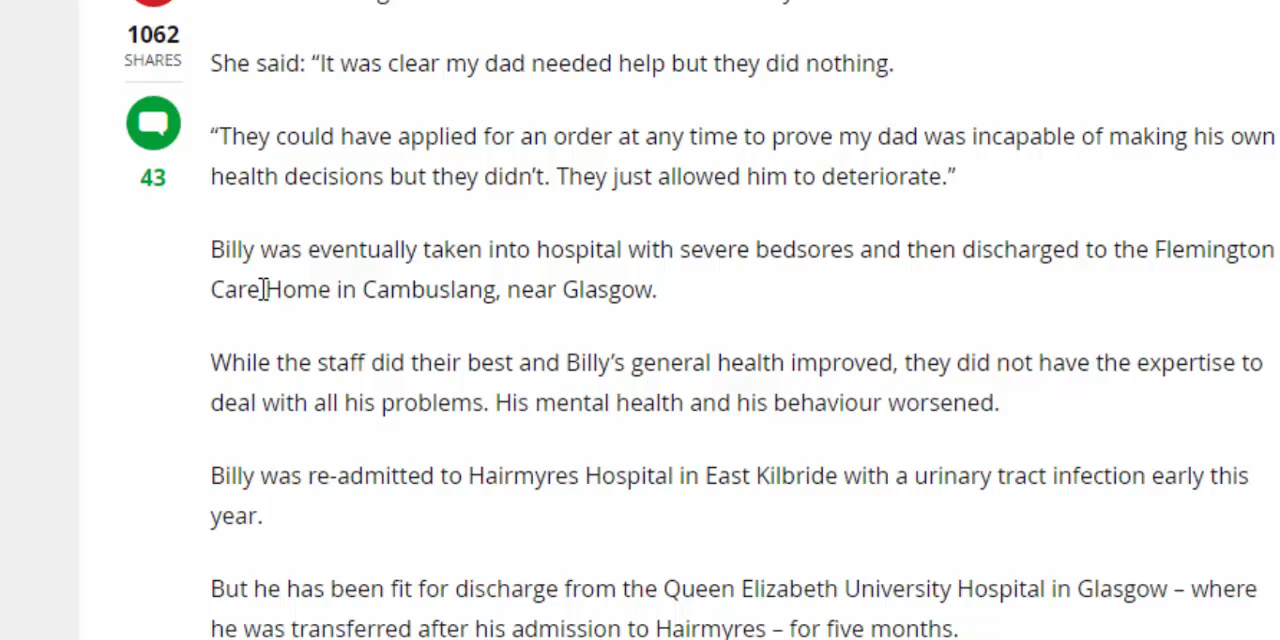 1062
SHARES
43
She said: “It was clear my dad needed help but they did nothing.
“They could have applied for an order at any time to prove my dad was incapable of making his own
health decisions but they didn’t. They just allowed him to deteriorate.”
Billy was eventually taken into hospital with severe bedsores and then discharged to the Flemington
Care Home in Cambuslang, near Glasgow.
While the staff did their best and Billy’s general health improved, they did not have the expertise to
deal with all his problems. His mental health and his behaviour worsened.
Billy was re-admitted to Hairmyres Hospital in East Kilbride with a urinary tract infection early this
year.
But he has been fit for discharge from the Queen Elizabeth University Hospital in Glasgow – where
he was transferred after his admission to Hairmyres – for five months.